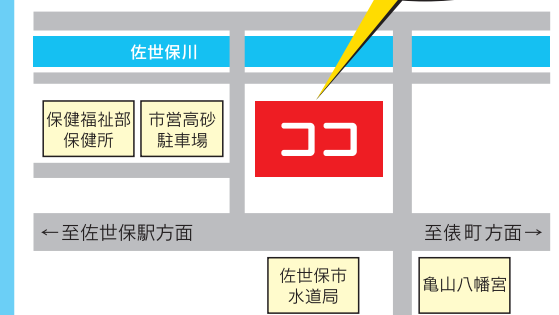 佐世保川
保健福祉部
保健所
市営高砂
駐車場
ココ
←至佐世保駅方面
至俵町方面→
佐世保市
水道局
亀山八幡宮